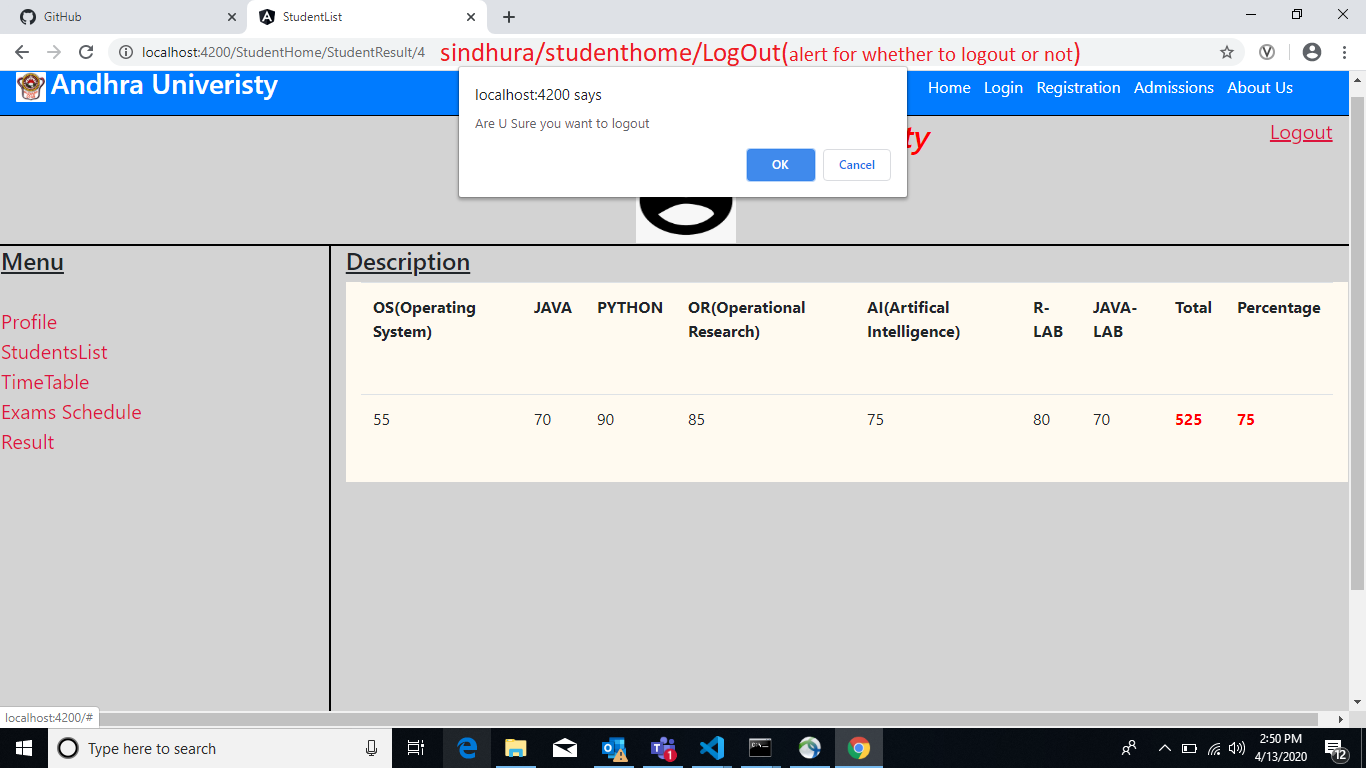 GitHub
StudentList
localhost:4200/StudentHome/StudentResult/4
sindhura/studenthome/LogOut(alert for whether to logout or not)
Andhra Univeristy
Home Login Registration Admissions About Us
localhost:4200 says
Are U Sure you want to logout
OK Cancel
ty
Logout
Menu
Profile
StudentsList
TimeTable
Exams Schedule
Result
Description
OS(Operating JAVA PYTHON OR(Operational AI(Artifical R- JAVA- Total Percentage
System) Research) Intelligence) LAB LAB
55 70 90 85 75 80 70 525 75
localhost:4200/#
Type here to search
1
2:50 PM
4/13/2020
12